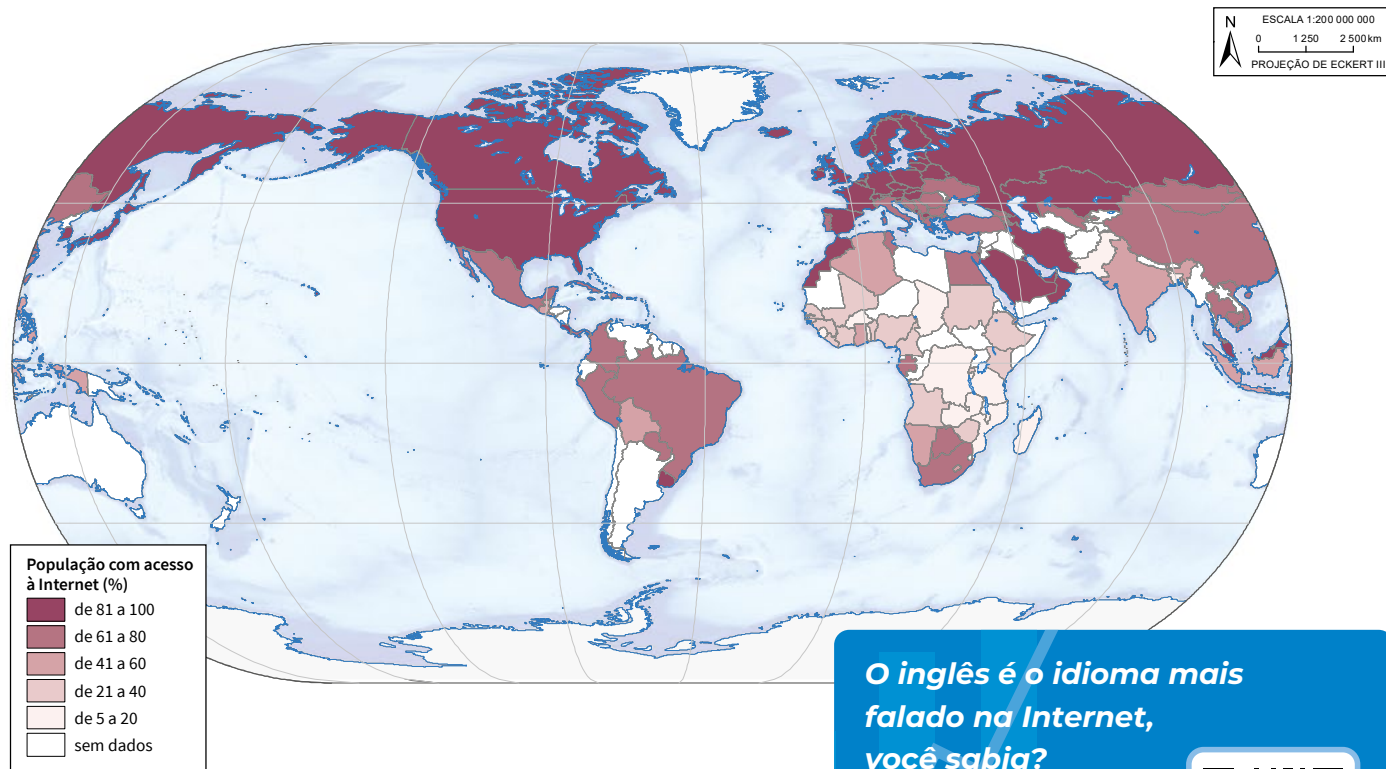 N
ESCALA 1:200 000 000
0 1 250 2 500 km
PROJEÇÃO DE ECKERT III
População com acesso
à Internet (%)
de 81 a 100
de 61 a 80
de 41 a 60
de 21 a 40
de 5 a 20
sem dados
O inglês é o idioma mais
falado na Internet,
você sabia?